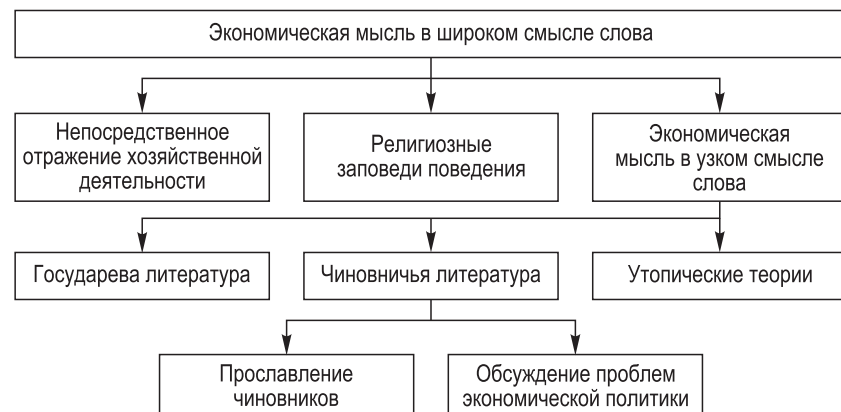 Экономическая мысль в широком смысле слова
Непосредственное
отражение хозяйственной
деятельности
Религиозные
заповеди поведения
Экономическая
мысль в узком смысле
слова
Государева литература
Чиновничья литература
Утопические теории
Прославление
чиновников
Обсуждение проблем
экономической политики